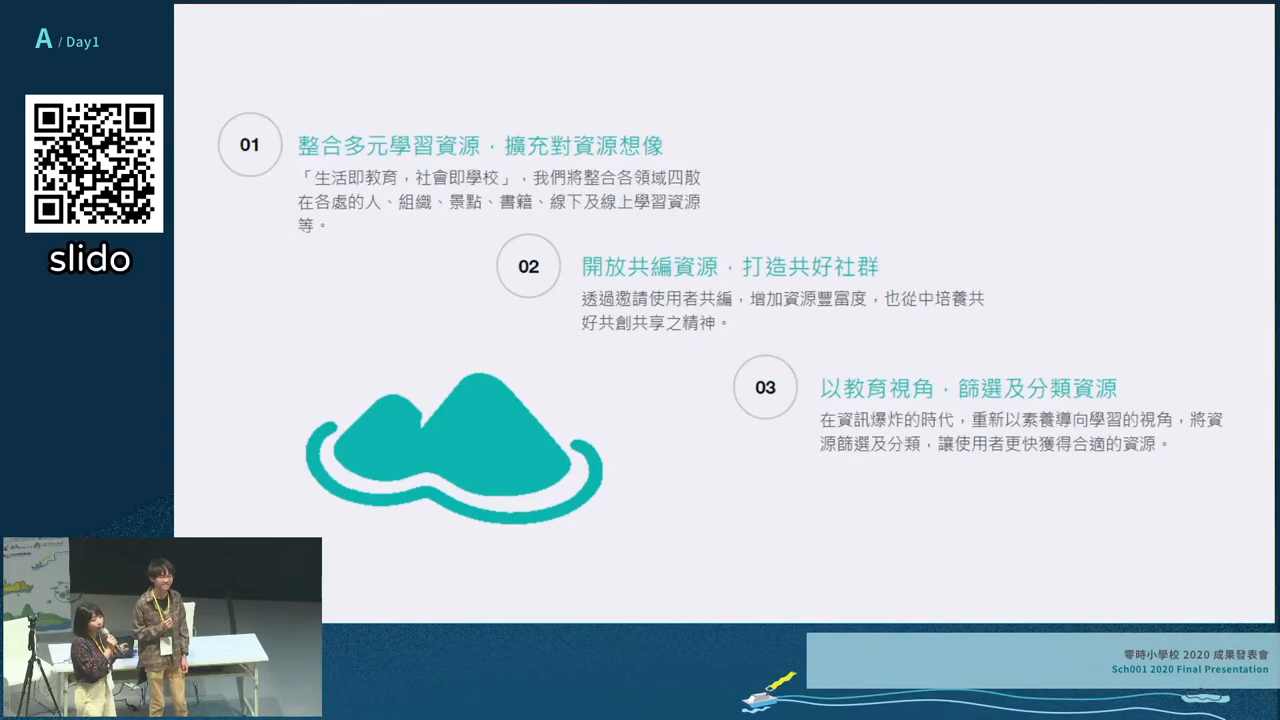 A / Day1
slido
01
整合多元學習資源，擴充對資源想像
「生活即教育，社會即學校」，我們將整合各領域四散
在各處的人、組織、景點、書籍、線下及線上學習資源
等。
02
開放共編資源，打造共好社群
透過邀請使用者共編，增加資源豐富度，也從中培養共
好共創共享之精神。
03
以教育視角，篩選及分類資源
在資訊爆炸的時代，重新以素養導向學習的視角，將資
源篩選及分類，讓使用者更快獲得合適的資源。
零時小學校 2020 成果發表會
Sch001 2020 Final Presentation